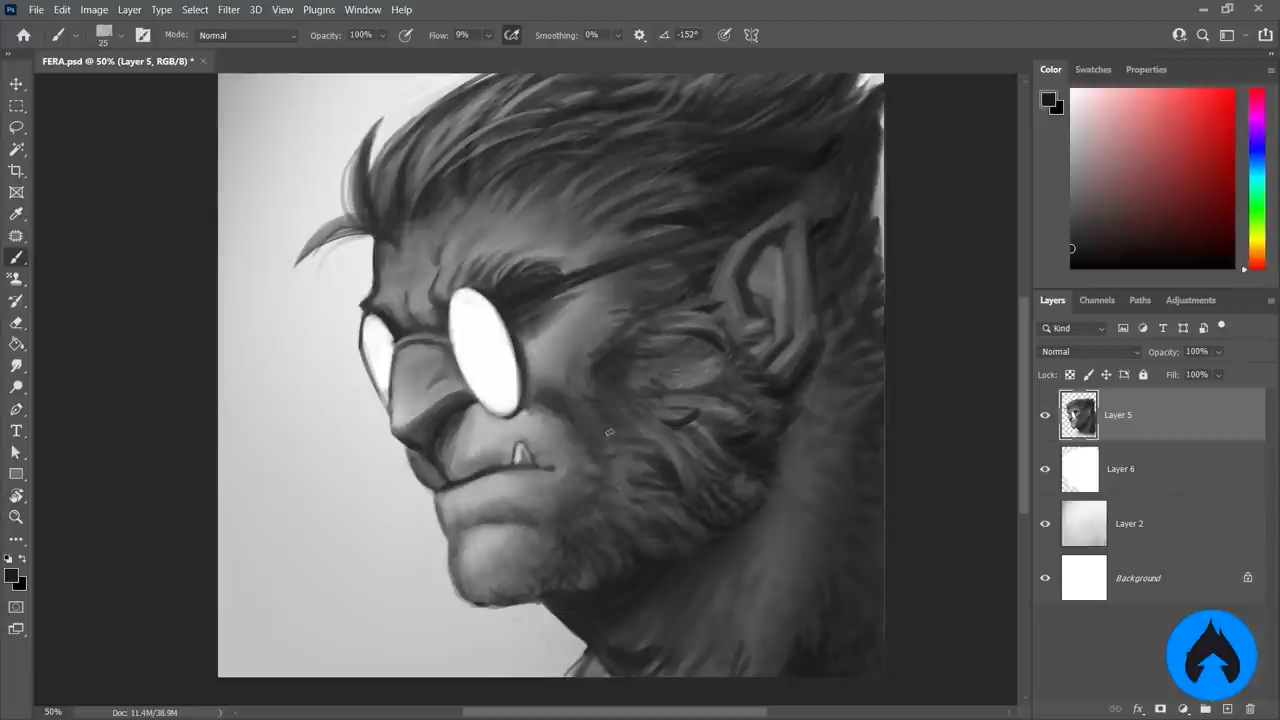 Ps File Edit Image Layer Type Select Filter 3D View Plugins Window Help
25 Mode: Normal Opacity: 100% Flow: 9% Smoothing: 0% -152°
FERA.psd @ 50% (Layer 5, RGB/8) * ×
Color Swatches Properties
Layers Channels Paths Adjustments
Kind
Normal Opacity: 100%
Lock: Fill: 100%
Layer 5
Layer 6
Layer 2
Background
fx
50% Doc: 11.4M/38.9M